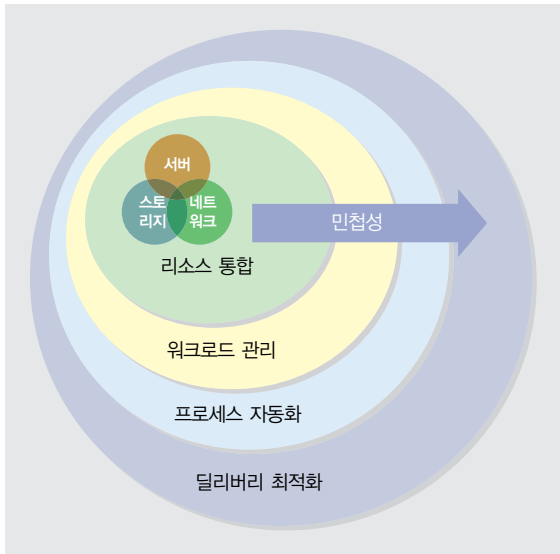 서버
스토
리지
네트
워크
민첩성
리소스 통합
워크로드 관리
프로세스 자동화
딜리버리 최적화